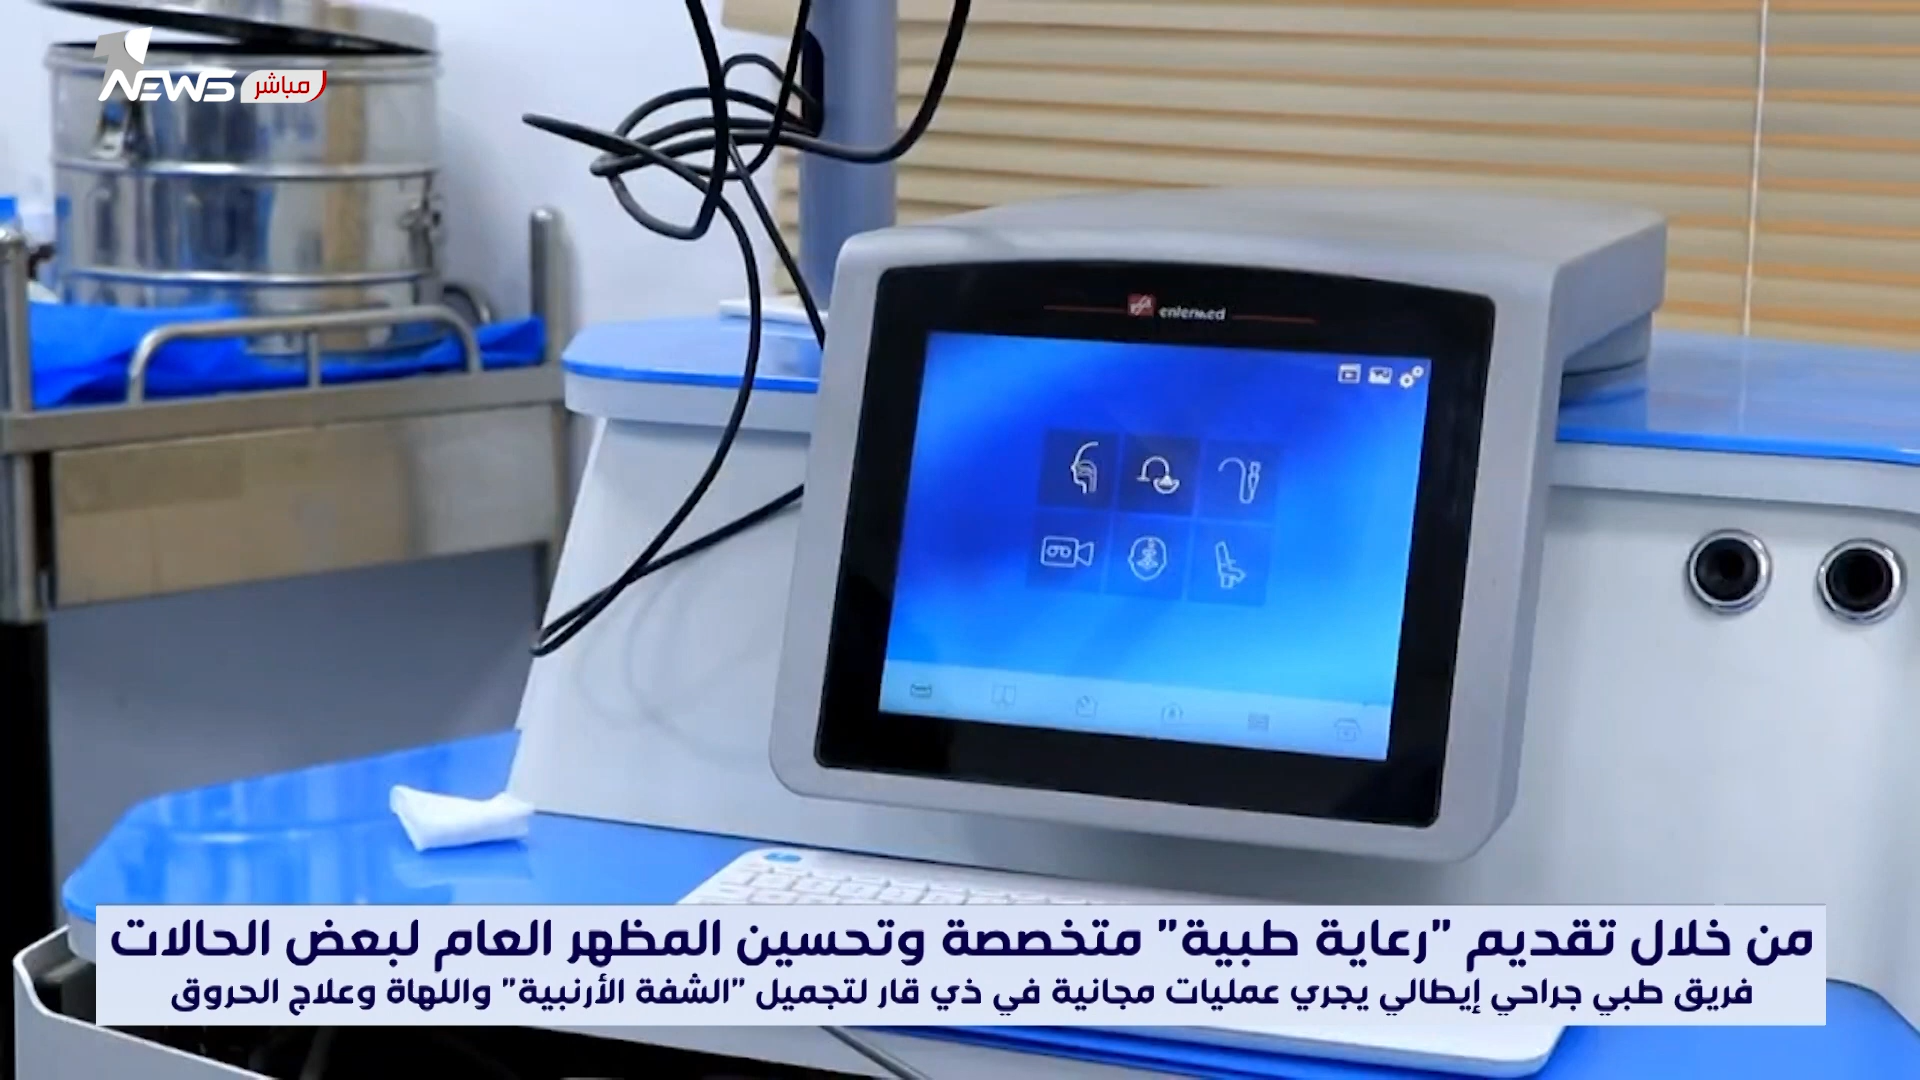 NEWS مباشر
entermed
من خلال تقديم "رعاية طبية" متخصصة وتحسين المظهر العام لبعض الحالات
فريق طبي جراحي إيطالي يجري عمليات مجانية في ذي قار لتجميل "الشفة الأرنبية" واللهاة وعلاج الحروق